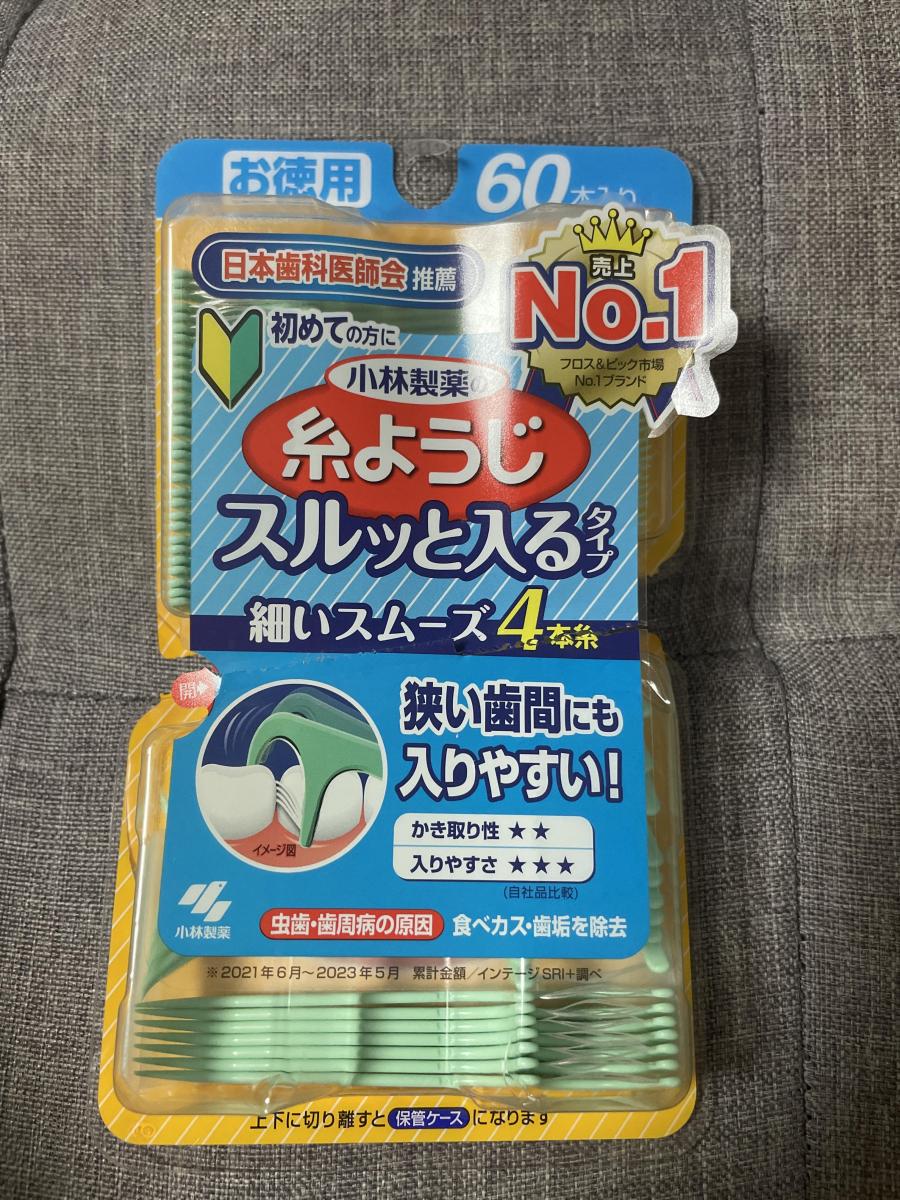 お徳用
60本入り
日本歯科医師会 推薦
売上
No.1
フロス&ピック市場
No.1ブランド
初めての方に
小林製薬の
糸ようじ
スルッと入るタイプ
細いスムーズ4本糸
開
狭い歯間にも
入りやすい!
かき取り性 ★★
入りやすさ ★★★
(自社品比較)
イメージ図
小林製薬
虫歯・歯周病の原因 食べカス・歯垢を除去
※2021年6月~2023年5月 累計金額/インテージSRI+調べ
上下に切り離すと 保管ケース になります